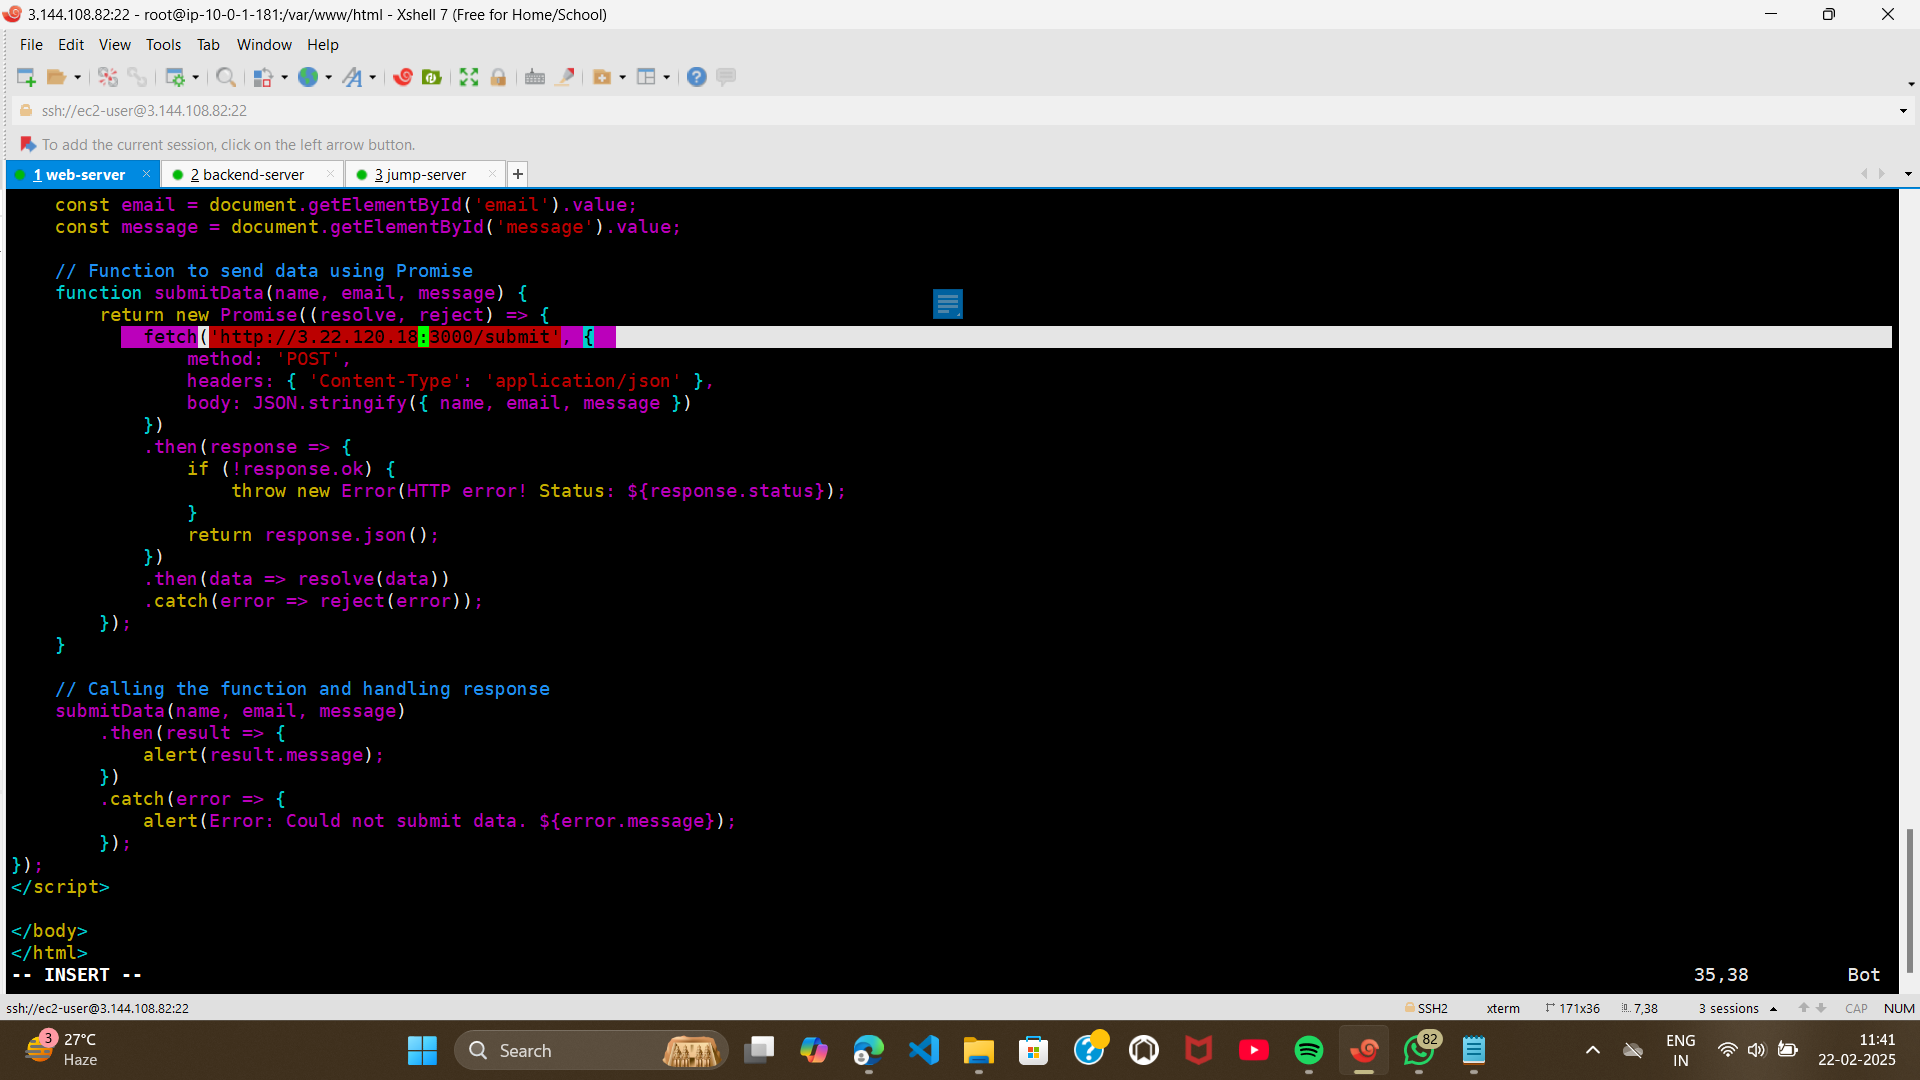 3.144.108.82:22 - root@ip-10-0-1-181:/var/www/html - Xshell 7 (Free for Home/School)
File Edit View Tools Tab Window Help
ssh://ec2-user@3.144.108.82:22
To add the current session, click on the left arrow button.
1 web-server 2 backend-server 3 jump-server
    const email = document.getElementById('email').value;
    const message = document.getElementById('message').value;

    // Function to send data using Promise
    function submitData(name, email, message) {
        return new Promise((resolve, reject) => {
            fetch('http://3.22.120.18:3000/submit', {
                method: 'POST',
                headers: { 'Content-Type': 'application/json' },
                body: JSON.stringify({ name, email, message })
            })
            .then(response => {
                if (!response.ok) {
                    throw new Error(HTTP error! Status: ${response.status});
                }
                return response.json();
            })
            .then(data => resolve(data))
            .catch(error => reject(error));
        });
    }

    // Calling the function and handling response
    submitData(name, email, message)
        .then(result => {
            alert(result.message);
        })
        .catch(error => {
            alert(Error: Could not submit data. ${error.message});
        });
});
</script>

</body>
</html>
-- INSERT -- 35,38 Bot
ssh://ec2-user@3.144.108.82:22 SSH2 xterm 171x36 7,38 3 sessions CAP NUM
3 27°C
Haze
Search
82
ENG
IN
11:41
22-02-2025